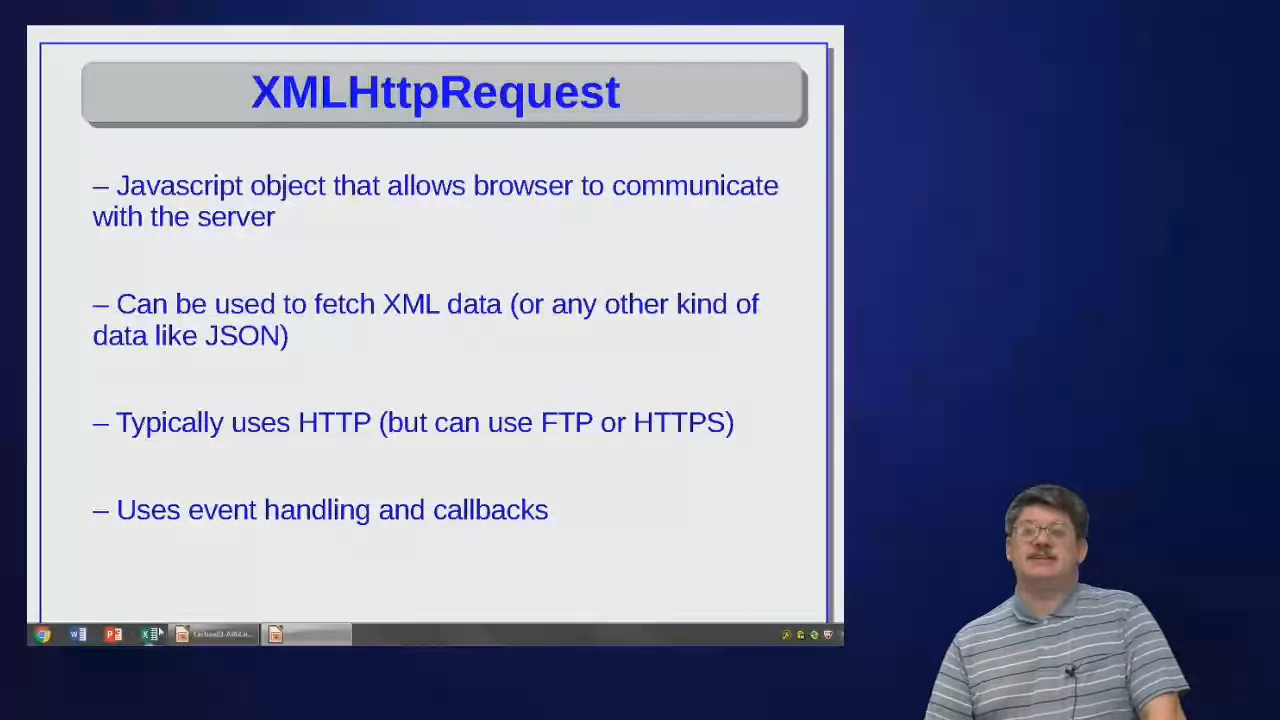 XMLHttpRequest
– Javascript object that allows browser to communicate
with the server
– Can be used to fetch XML data (or any other kind of
data like JSON)
– Typically uses HTTP (but can use FTP or HTTPS)
– Uses event handling and callbacks